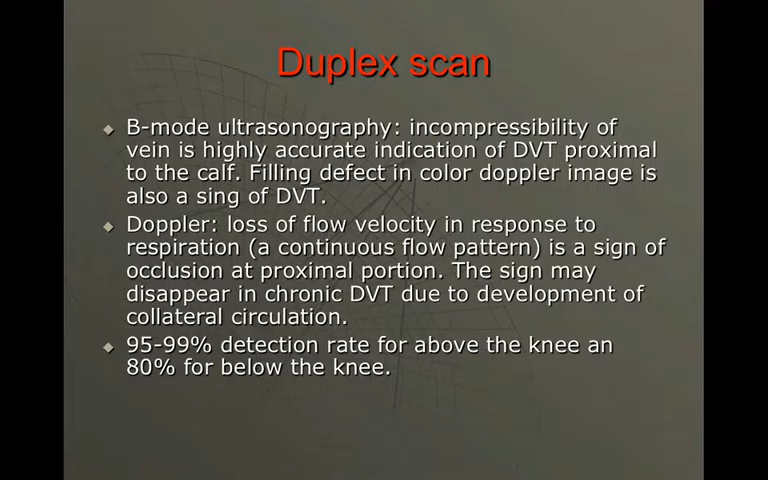 Duplex scan
B-mode ultrasonography: incompressibility of
vein is highly accurate indication of DVT proximal
to the calf. Filling defect in color doppler image is
also a sing of DVT.
Doppler: loss of flow velocity in response to
respiration (a continuous flow pattern) is a sign of
occlusion at proximal portion. The sign may
disappear in chronic DVT due to development of
collateral circulation.
95-99% detection rate for above the knee an
80% for below the knee.